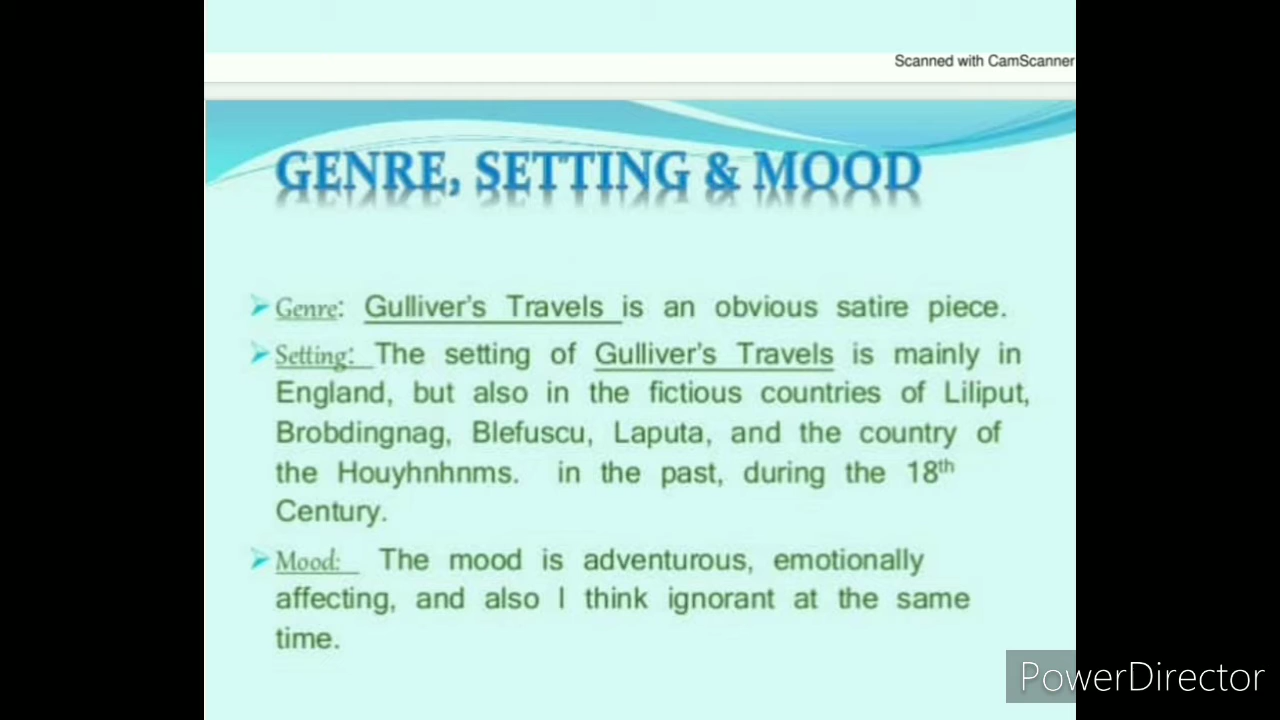 Scanned with CamScanner
GENRE, SETTING & MOOD
Genre: Gulliver's Travels is an obvious satire piece.
Setting: The setting of Gulliver's Travels is mainly in
England, but also in the fictious countries of Liliput,
Brobdingnag, Blefuscu, Laputa, and the country of
the Houyhnhnms. in the past, during the 18th
Century.
Mood: The mood is adventurous, emotionally
affecting, and also I think ignorant at the same
time.
PowerDirector